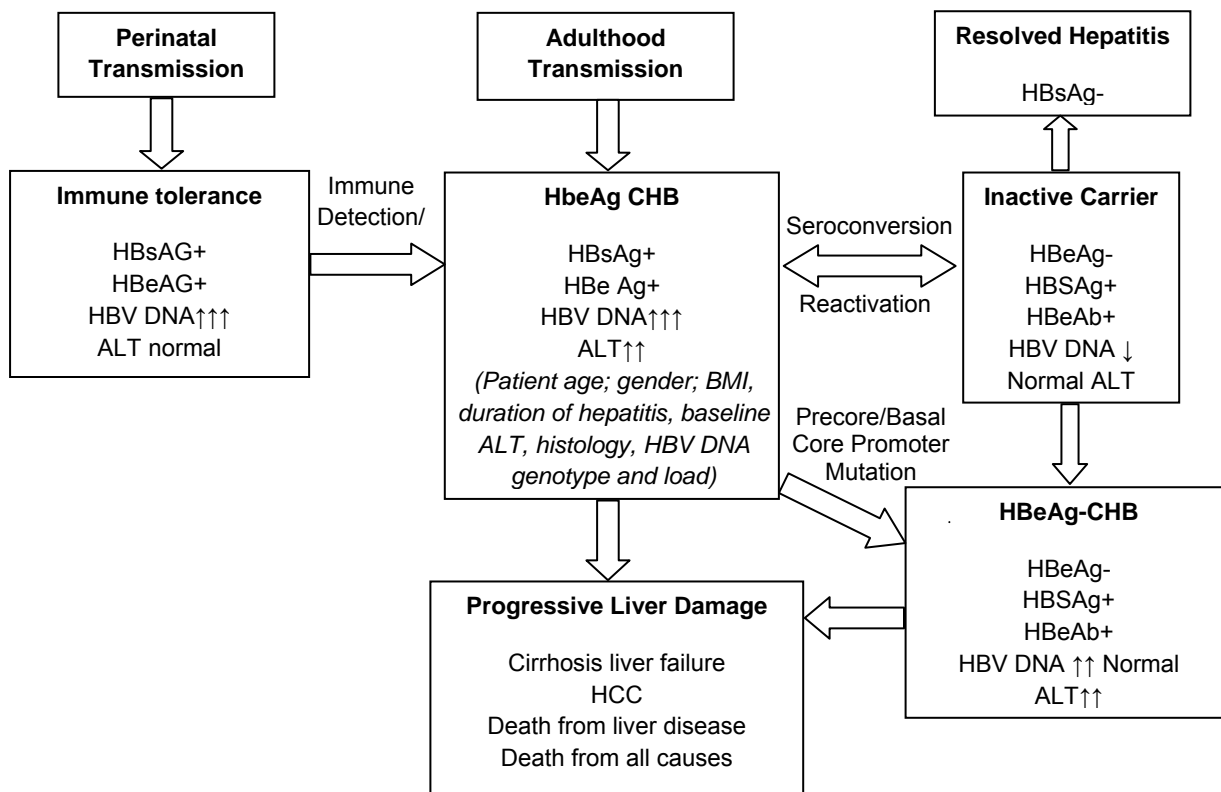 Perinatal
Transmission
Adulthood
Transmission
Resolved Hepatitis
HBsAg-
Immune tolerance
HBsAG+
HBeAG+
HBV DNA↑↑↑
ALT normal
Immune
Detection/
HbeAg CHB
HBsAg+
HBe Ag+
HBV DNA↑↑↑
ALT↑↑
(Patient age; gender; BMI,
duration of hepatitis, baseline
ALT, histology, HBV DNA
genotype and load)
Seroconversion
Reactivation
Inactive Carrier
HBeAg-
HBSAg+
HBeAb+
HBV DNA ↓
Normal ALT
Precore/Basal
Core Promoter
Mutation
HBeAg-CHB
HBeAg-
HBSAg+
HBeAb+
HBV DNA ↑↑ Normal
ALT↑↑
Progressive Liver Damage
Cirrhosis liver failure
HCC
Death from liver disease
Death from all causes